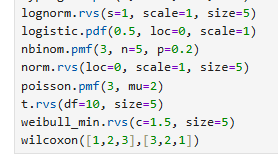 lognorm.rvs(s=1, scale=1, size=5)
logistic.pdf(0.5, loc=0, scale=1)
nbinom.pmf(3, n=5, p=0.2)
norm.rvs(loc=0, scale=1, size=5)
poisson.pmf(3, mu=2)
t.rvs(df=10, size=5)
weibull_min.rvs(c=1.5, size=5)
wilcoxon([1,2,3],[3,2,1])